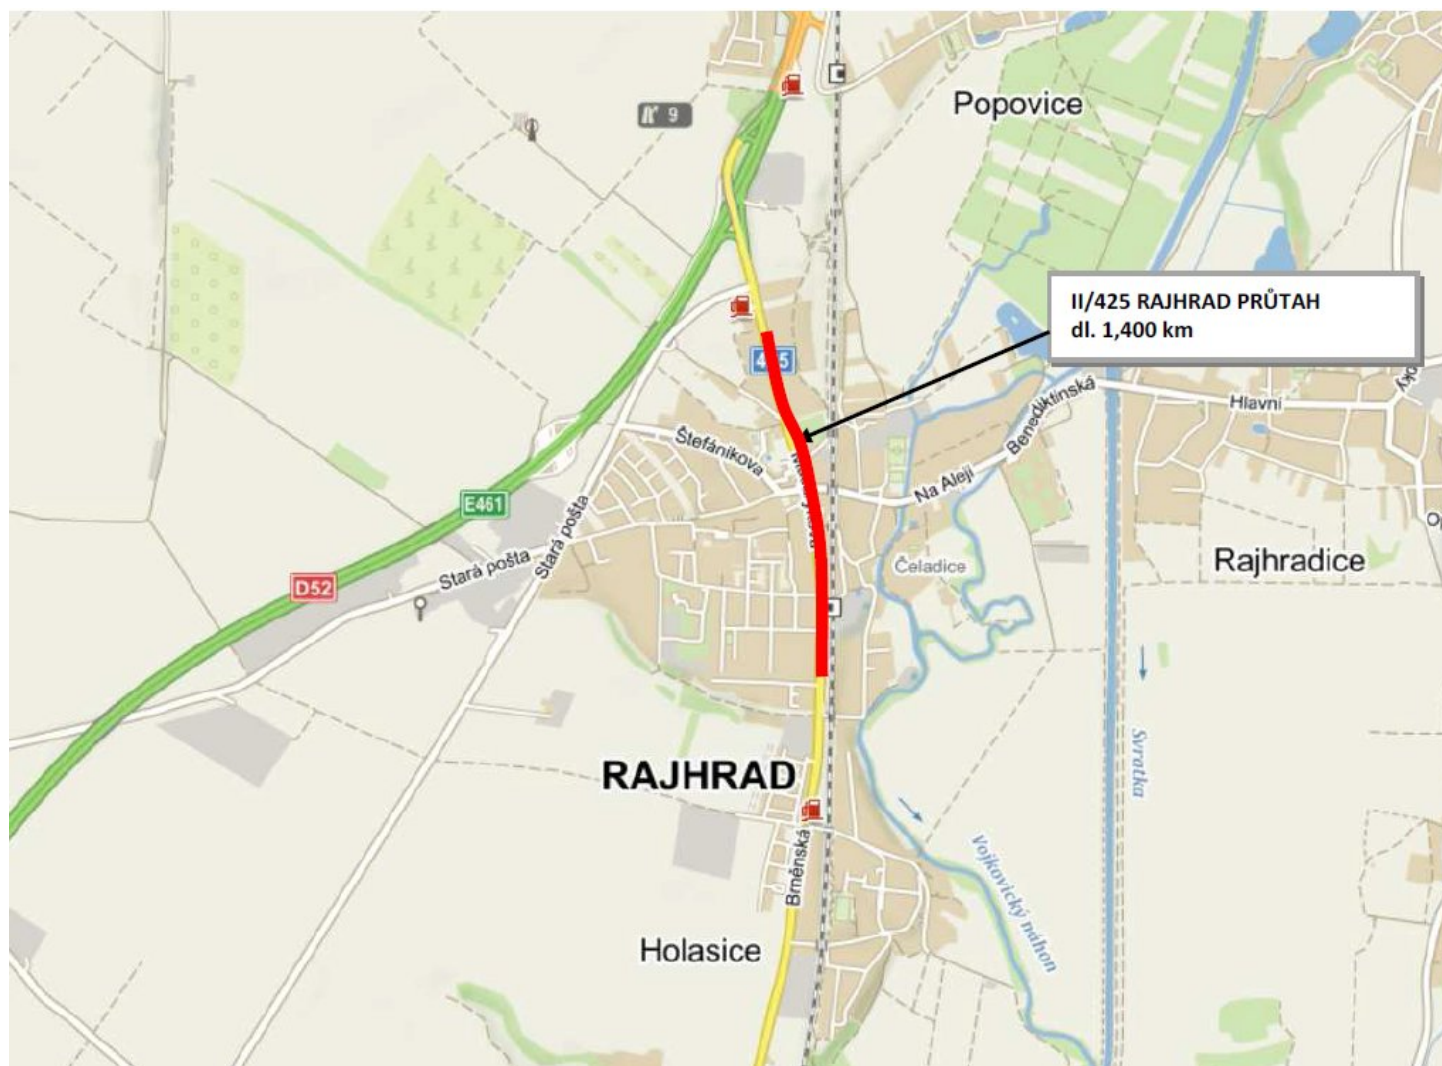 9
Popovice
II/425 RAJHRAD PRŮTAH
dl. 1,400 km
Hlavní
Benediktinská
Štefánikova
Na Aleji
E461
Stará pošta
Stará pošta
Čeladice
Rajhradice
D52
Svratka
RAJHRAD
Brněnská
Vojkovický náhon
Holasice